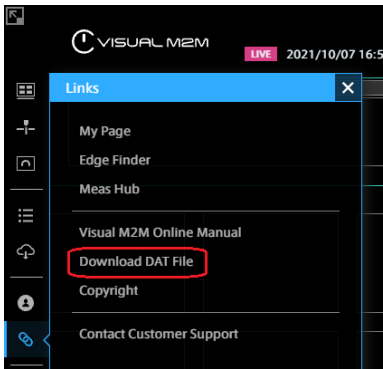 VISUAL M2M
LIVE 2021/10/07 16:5
Links
My Page
Edge Finder
Meas Hub
Visual M2M Online Manual
Download DAT File
Copyright
Contact Customer Support